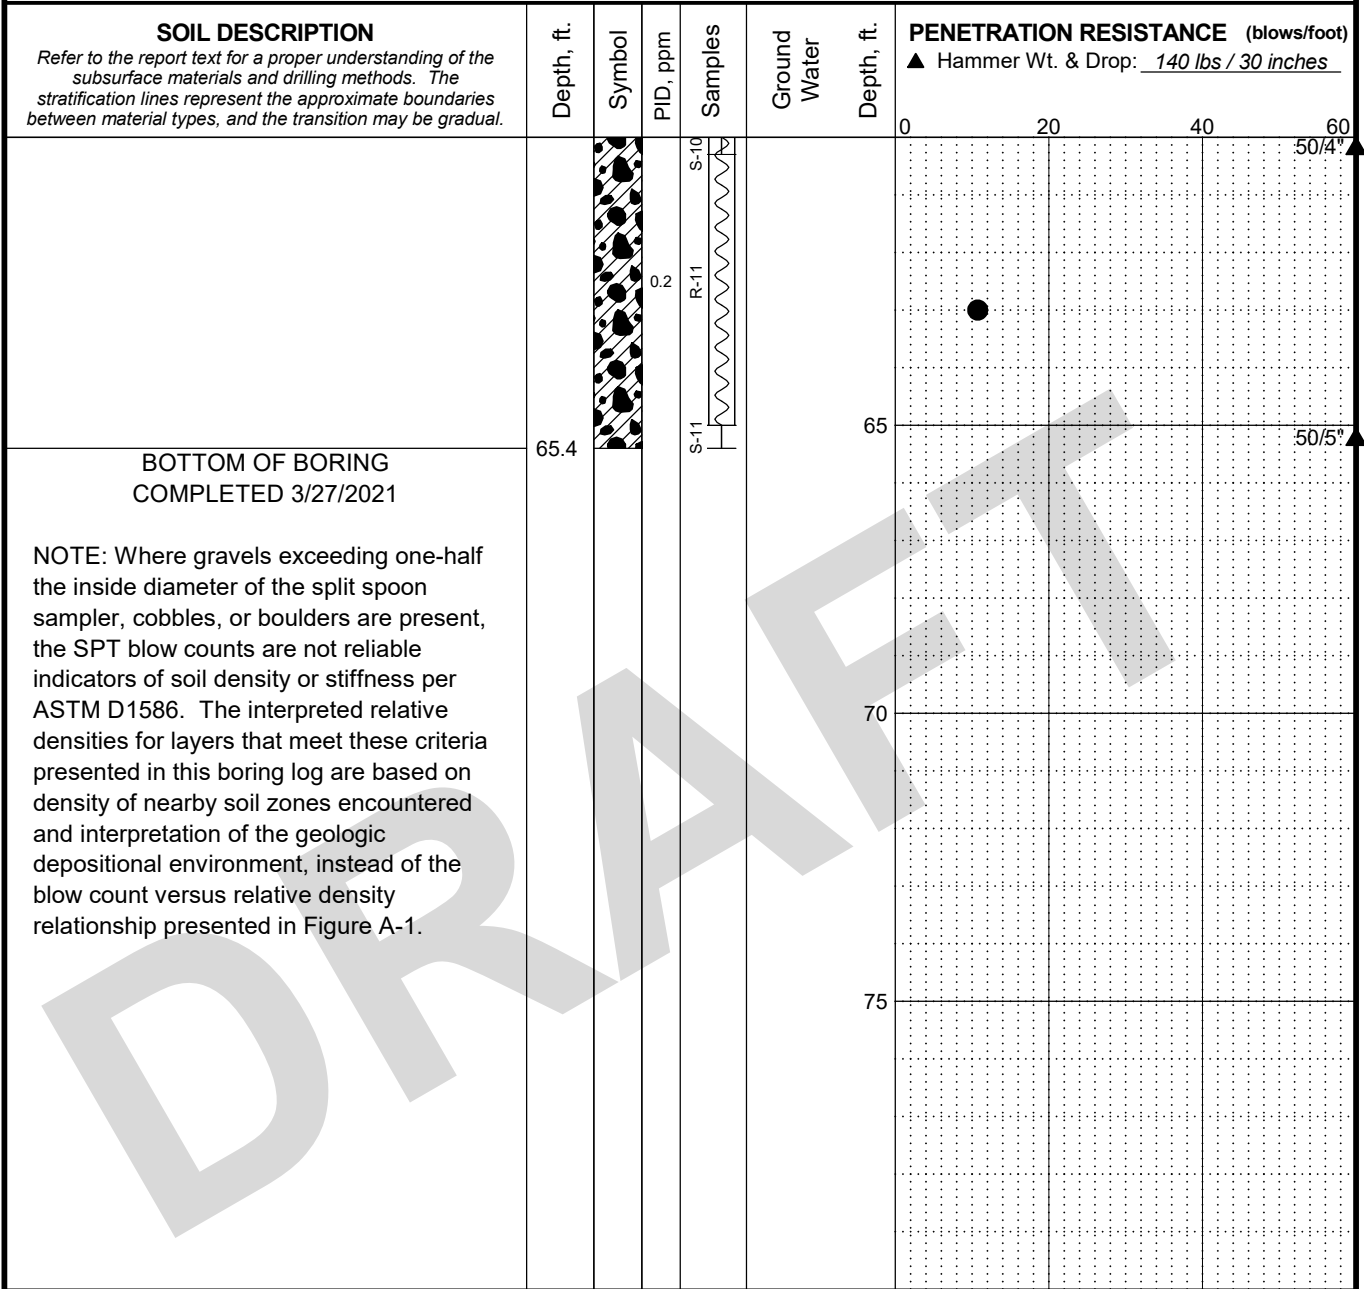 SOIL DESCRIPTION
Refer to the report text for a proper understanding of the
subsurface materials and drilling methods.  The
stratification lines represent the approximate boundaries
between material types, and the transition may be gradual.
Depth, ft.
Symbol
PID, ppm
Samples
Ground
Water
Depth, ft.
PENETRATION RESISTANCE (blows/foot)
▲ Hammer Wt. & Drop: 140 lbs / 30 inches
0 20 40 60
S-10
50/4"
0.2
R-11
65
S-11
50/5"
65.4
BOTTOM OF BORING
COMPLETED 3/27/2021
NOTE: Where gravels exceeding one-half
the inside diameter of the split spoon
sampler, cobbles, or boulders are present,
the SPT blow counts are not reliable
indicators of soil density or stiffness per
ASTM D1586.  The interpreted relative
densities for layers that meet these criteria
presented in this boring log are based on
density of nearby soil zones encountered
and interpretation of the geologic
depositional environment, instead of the
blow count versus relative density
relationship presented in Figure A-1.
70
75
DRAFT